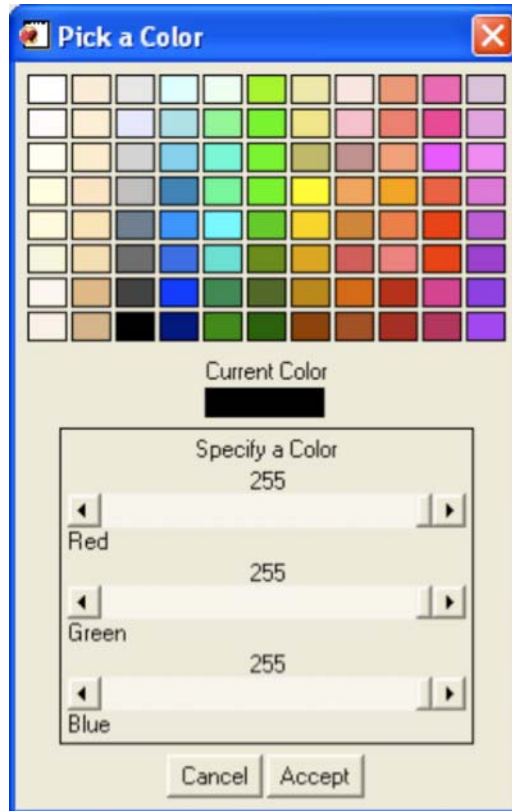 Pick a Color
Current Color
Specify a Color
255
Red
255
Green
255
Blue
Cancel Accept